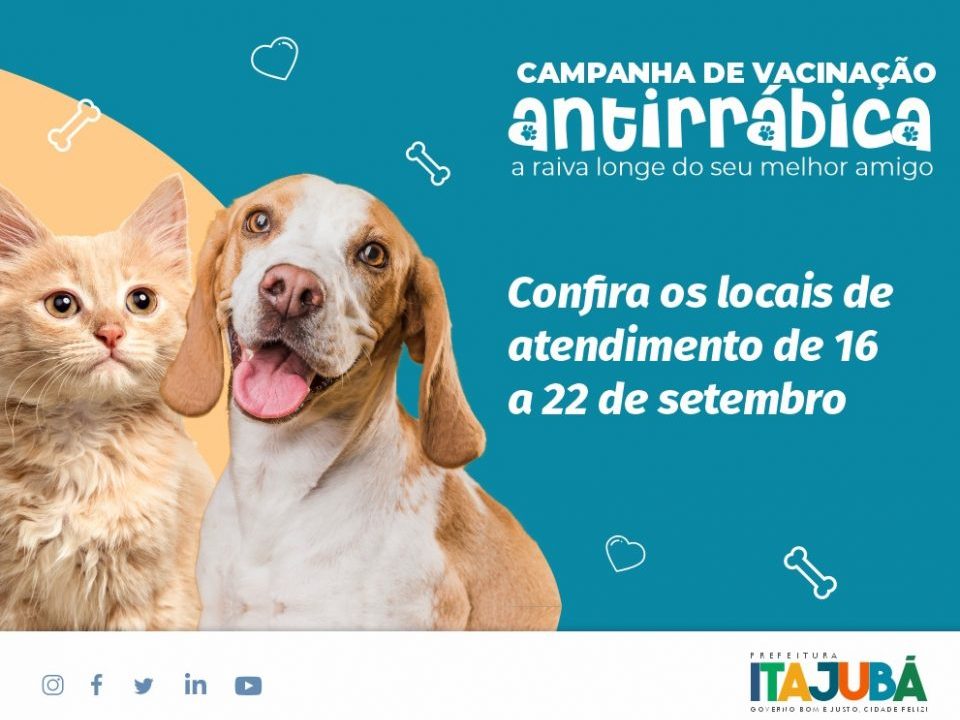 CAMPANHA DE VACINAÇÃO
antirrábica
a raiva longe do seu melhor amigo
Confira os locais de
atendimento de 16
a 22 de setembro
PREFEITURA
ITAJUBÁ
GOVERNO BOM E JUSTO, CIDADE FELIZ!